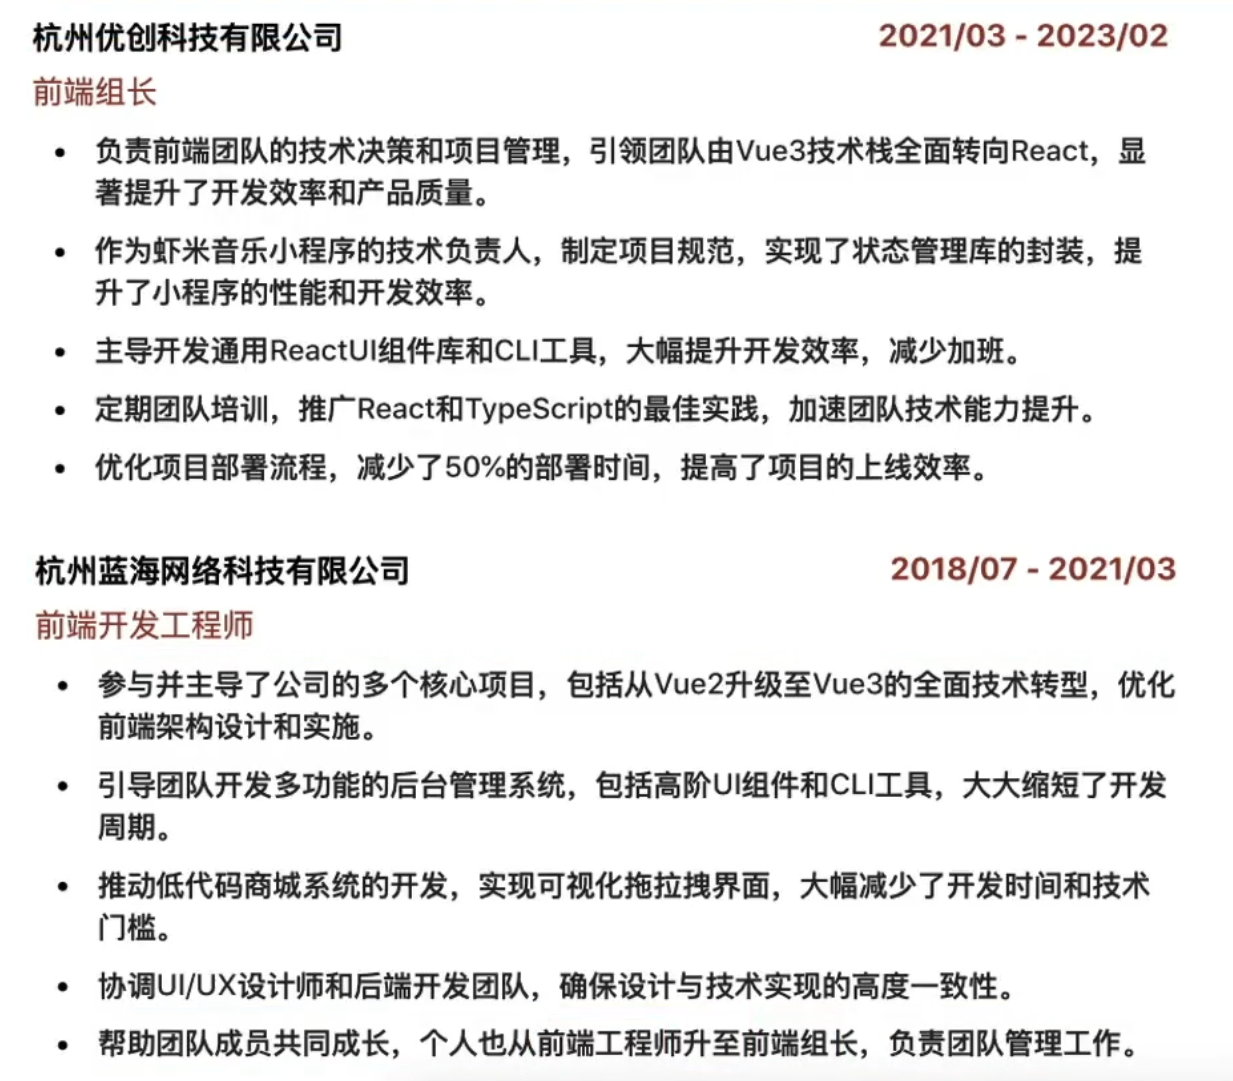 杭州优创科技有限公司 2021/03 - 2023/02
前端组长
• 负责前端团队的技术决策和项目管理，引领团队由Vue3技术栈全面转向React，显
著提升了开发效率和产品质量。
• 作为虾米音乐小程序的技术负责人，制定项目规范，实现了状态管理库的封装，提
升了小程序的性能和开发效率。
• 主导开发通用ReactUI组件库和CLI工具，大幅提升开发效率，减少加班。
• 定期团队培训，推广React和TypeScript的最佳实践，加速团队技术能力提升。
• 优化项目部署流程，减少了50%的部署时间，提高了项目的上线效率。
杭州蓝海网络科技有限公司 2018/07 - 2021/03
前端开发工程师
• 参与并主导了公司的多个核心项目，包括从Vue2升级至Vue3的全面技术转型，优化
前端架构设计和实施。
• 引导团队开发多功能的后台管理系统，包括高阶UI组件和CLI工具，大大缩短了开发
周期。
• 推动低代码商城系统的开发，实现可视化拖拉拽界面，大幅减少了开发时间和技术
门槛。
• 协调UI/UX设计师和后端开发团队，确保设计与技术实现的高度一致性。
• 帮助团队成员共同成长，个人也从前端工程师升至前端组长，负责团队管理工作。